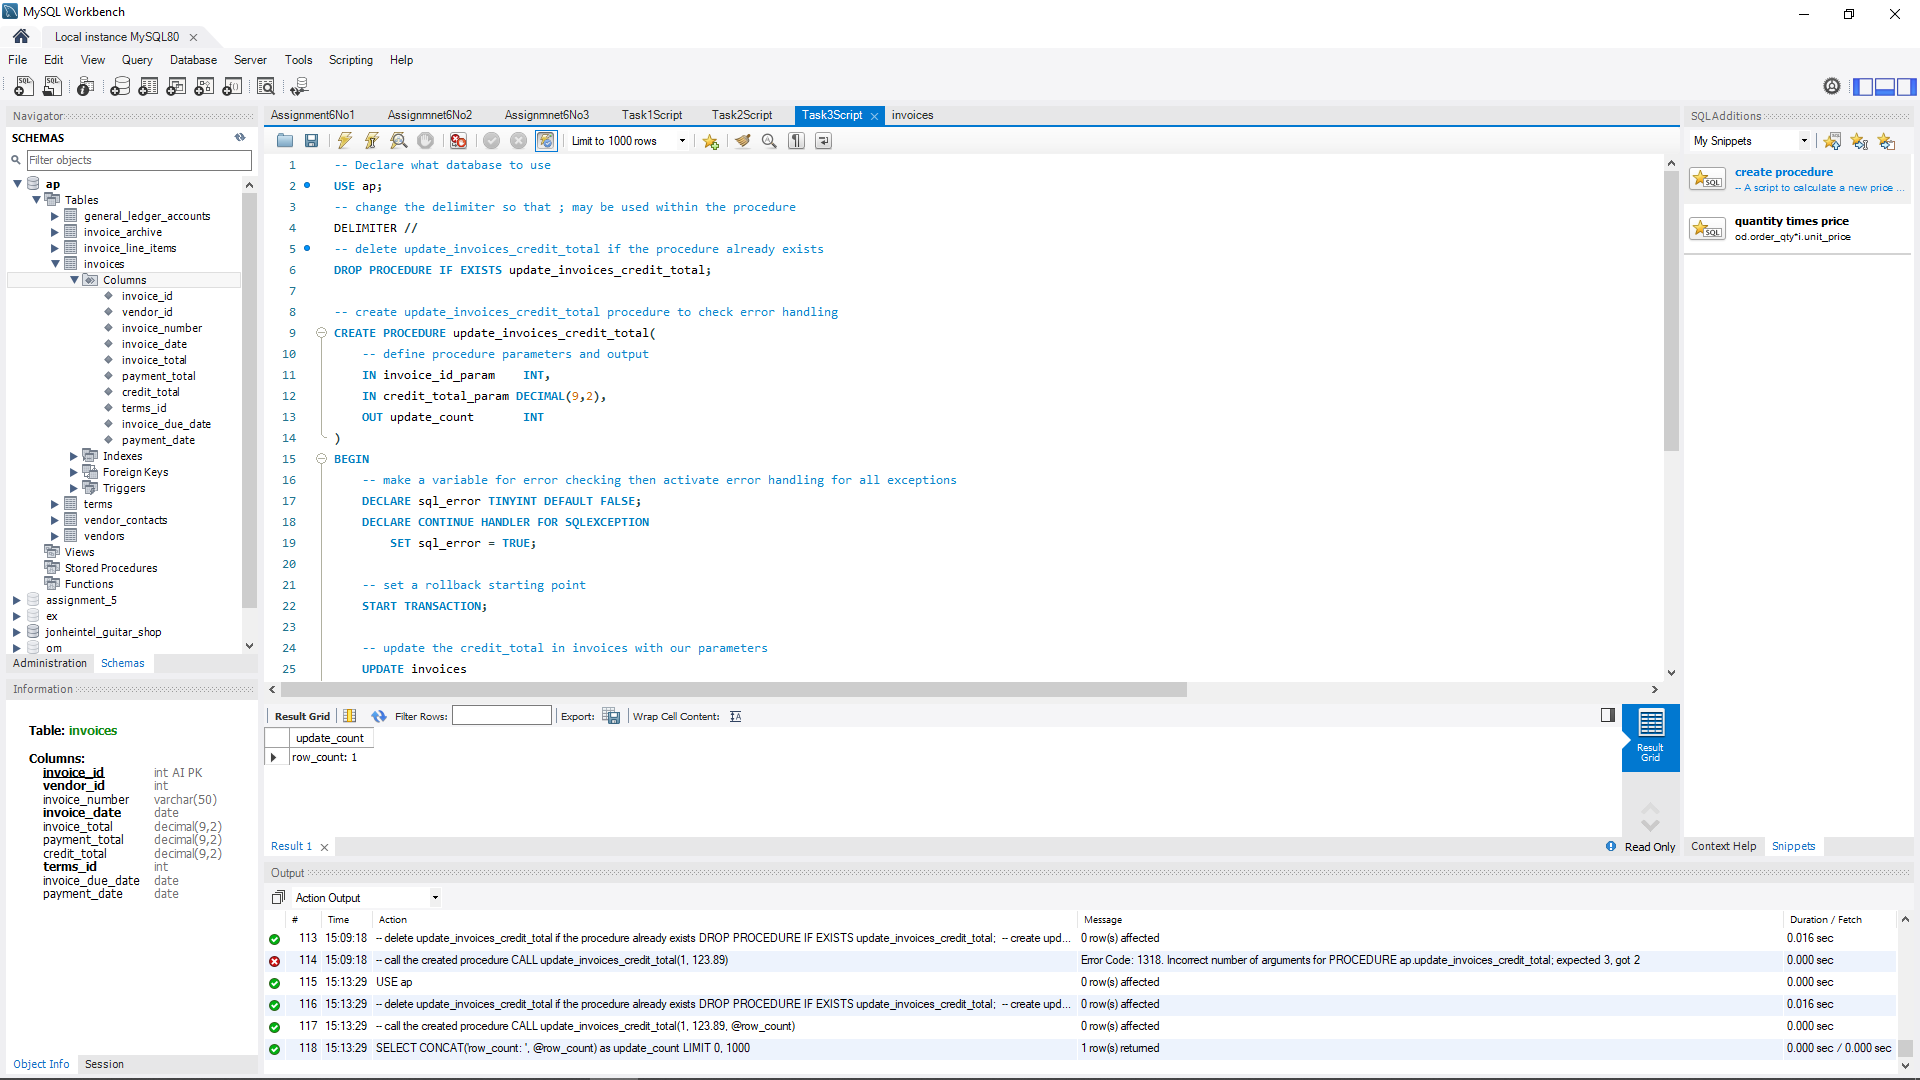 MySQL Workbench
Local instance MySQL80
File Edit View Query Database Server Tools Scripting Help
Navigator
SCHEMAS
Filter objects
ap
Tables
general_ledger_accounts
invoice_archive
invoice_line_items
invoices
Columns
invoice_id
vendor_id
invoice_number
invoice_date
invoice_total
payment_total
credit_total
terms_id
invoice_due_date
payment_date
Indexes
Foreign Keys
Triggers
terms
vendor_contacts
vendors
Views
Stored Procedures
Functions
assignment_5
ex
jonheintel_guitar_shop
om
Administration Schemas
Information
Table: invoices
Columns:
invoice_id int AI PK
vendor_id int
invoice_number varchar(50)
invoice_date date
invoice_total decimal(9,2)
payment_total decimal(9,2)
credit_total decimal(9,2)
terms_id int
invoice_due_date date
payment_date date
Object Info Session
Assignment6No1 Assignmnet6No2 Assignmnet6No3 Task1Script Task2Script Task3Script invoices
Limit to 1000 rows
1 -- Declare what database to use
2 USE ap;
3 -- change the delimiter so that ; may be used within the procedure
4 DELIMITER //
5 -- delete update_invoices_credit_total if the procedure already exists
6 DROP PROCEDURE IF EXISTS update_invoices_credit_total;
7
8 -- create update_invoices_credit_total procedure to check error handling
9 CREATE PROCEDURE update_invoices_credit_total(
10 -- define procedure parameters and output
11 IN invoice_id_param INT,
12 IN credit_total_param DECIMAL(9,2),
13 OUT update_count INT
14 )
15 BEGIN
16 -- make a variable for error checking then activate error handling for all exceptions
17 DECLARE sql_error TINYINT DEFAULT FALSE;
18 DECLARE CONTINUE HANDLER FOR SQLEXCEPTION
19 SET sql_error = TRUE;
20
21 -- set a rollback starting point
22 START TRANSACTION;
23
24 -- update the credit_total in invoices with our parameters
25 UPDATE invoices
Result Grid Filter Rows: Export: Wrap Cell Content: IA
update_count
row_count: 1
Result Grid
Result 1
Read Only
Output
Action Output
# Time Action Message Duration / Fetch
113 15:09:18 -- delete update_invoices_credit_total if the procedure already exists DROP PROCEDURE IF EXISTS update_invoices_credit_total; -- create upd... 0 row(s) affected 0.016 sec
114 15:09:18 -- call the created procedure CALL update_invoices_credit_total(1, 123.89) Error Code: 1318. Incorrect number of arguments for PROCEDURE ap.update_invoices_credit_total; expected 3, got 2 0.000 sec
115 15:13:29 USE ap 0 row(s) affected 0.000 sec
116 15:13:29 -- delete update_invoices_credit_total if the procedure already exists DROP PROCEDURE IF EXISTS update_invoices_credit_total; -- create upd... 0 row(s) affected 0.016 sec
117 15:13:29 -- call the created procedure CALL update_invoices_credit_total(1, 123.89, @row_count) 0 row(s) affected 0.000 sec
118 15:13:29 SELECT CONCAT('row_count: ', @row_count) as update_count LIMIT 0, 1000 1 row(s) returned 0.000 sec / 0.000 sec
SQLAdditions
My Snippets
SQL create procedure
-- A script to calculate a new price ...
SQL quantity times price
od.order_qty*i.unit_price
Context Help Snippets